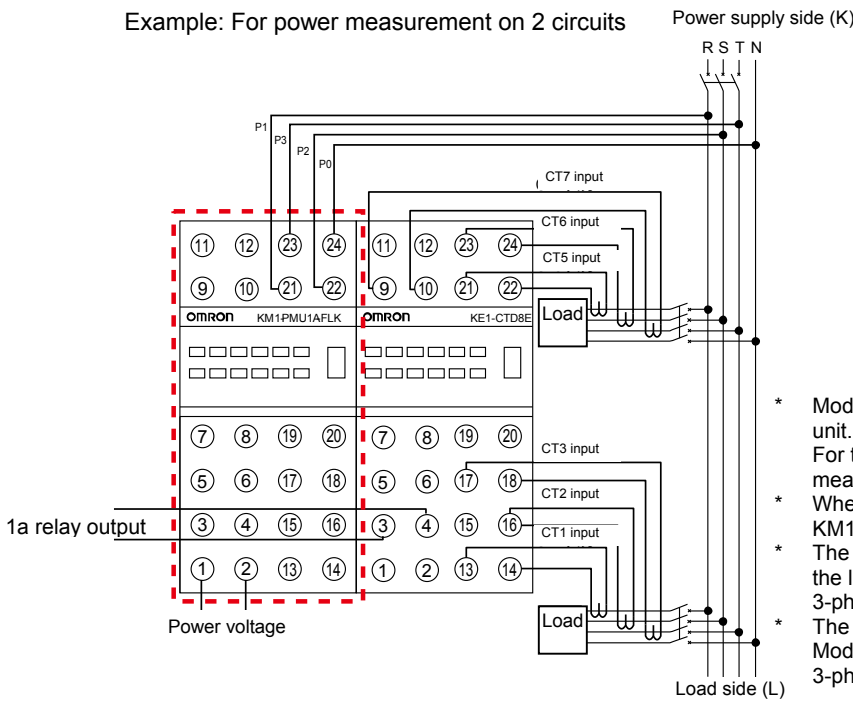 Example: For power measurement on 2 circuits
Power supply side (K)
R S T N
P1
P3
P2
P0
CT7 input
CT6 input
CT5 input
11 12 23 24 11 12 23 24
9 10 21 22 9 10 21 22
OMRON KM1-PMU1A-FLK OMRON KE1-CTD8E
Load
7 8 19 20 7 8 19 20
5 6 17 18 5 6 17 18
3 4 15 16 3 4 15 16
1 2 13 14 1 2 13 14
CT3 input
CT2 input
CT1 input
1a relay output
Power voltage
Load
Load side (L)
* Mod
unit.
For t
mea
* Whe
KM1
* The
the l
3-ph
* The
Mod
3-ph